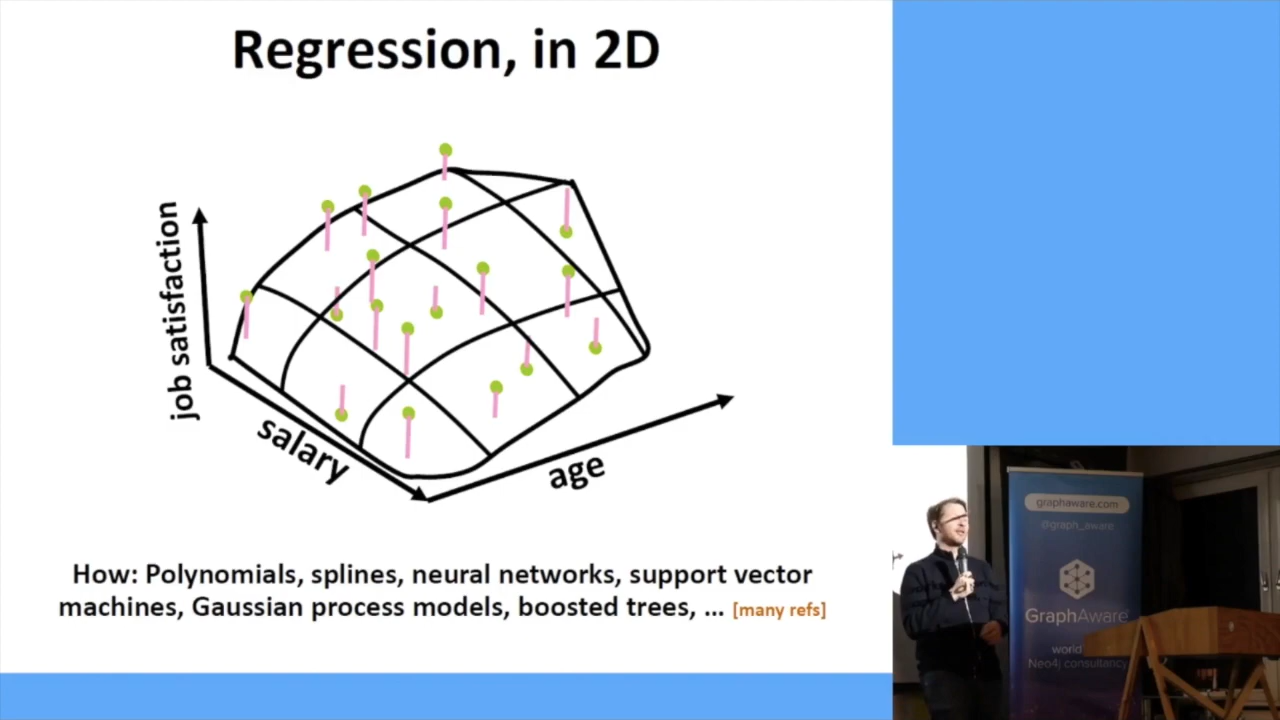 Regression, in 2D
job satisfaction
salary
age
How: Polynomials, splines, neural networks, support vector
machines, Gaussian process models, boosted trees, ... [many refs]
graphaware.com
@graph_aware
GraphAware
world
Neo4j consultancy